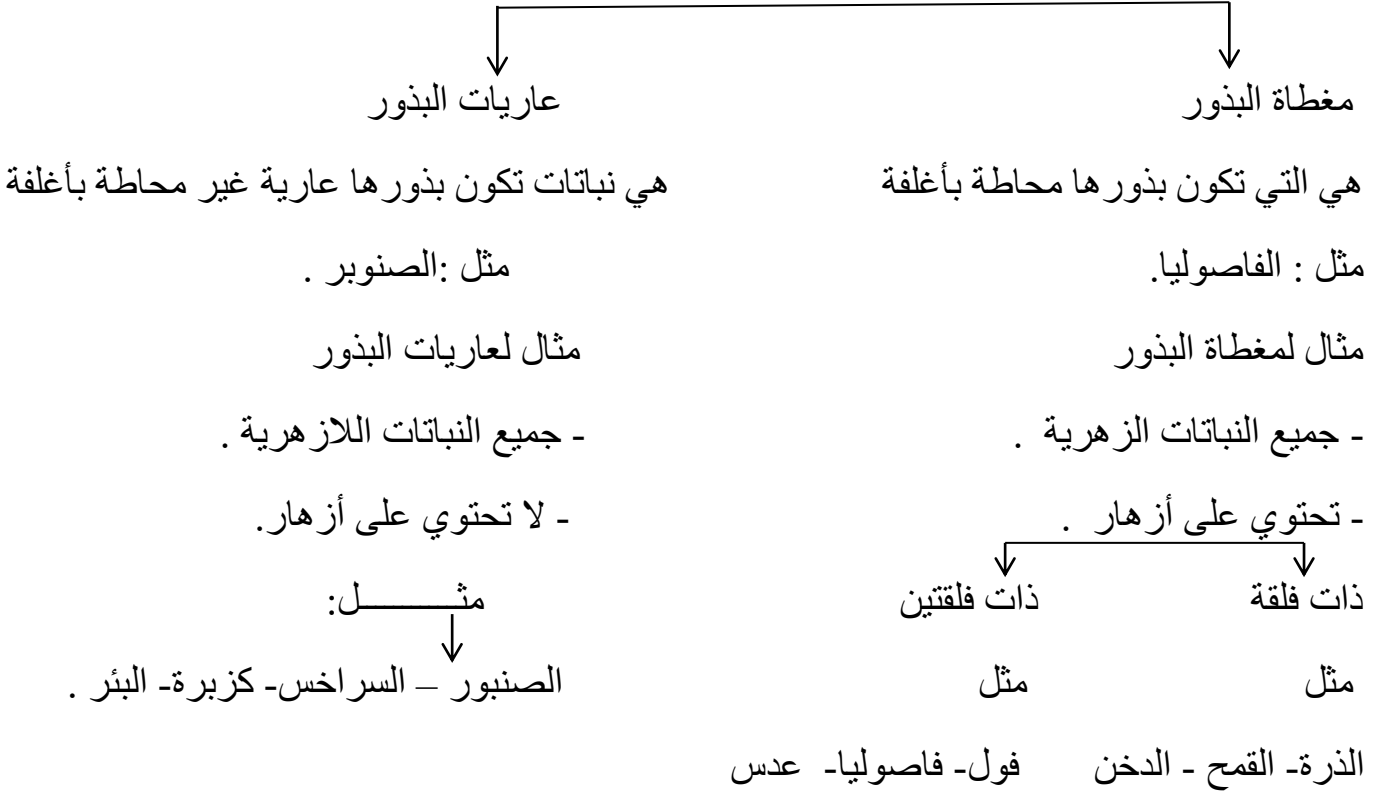 مغطاة البذور عاريات البذور
هي التي تكون بذورها محاطة بأغلفة هي نباتات تكون بذورها عارية غير محاطة بأغلفة
مثل : الفاصوليا. مثل :الصنوبر .
مثال لمغطاة البذور مثال لعاريات البذور
- جميع النباتات الزهرية . - جميع النباتات اللازهرية .
- تحتوي على أزهار . - لا تحتوي على أزهار.
ذات فلقة ذات فلقتين مثــــــــــل:
مثل مثل الصنبور – السراخس- كزبرة- البئر .
الذرة- القمح - الدخن فول- فاصوليا- عدس